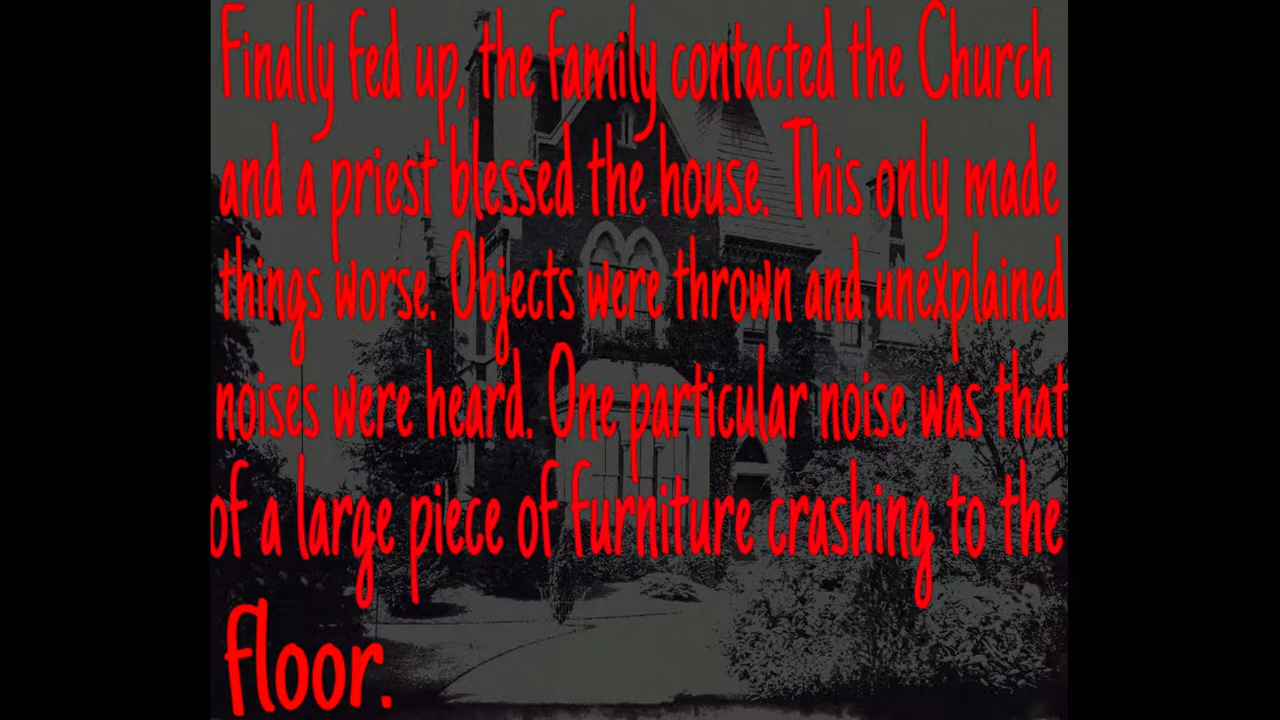 Finally fed up, the family contacted the Church
and a priest blessed the house. This only made
things worse. Objects were thrown and unexplained
noises were heard. One particular noise was that
of a large piece of furniture crashing to the
floor.